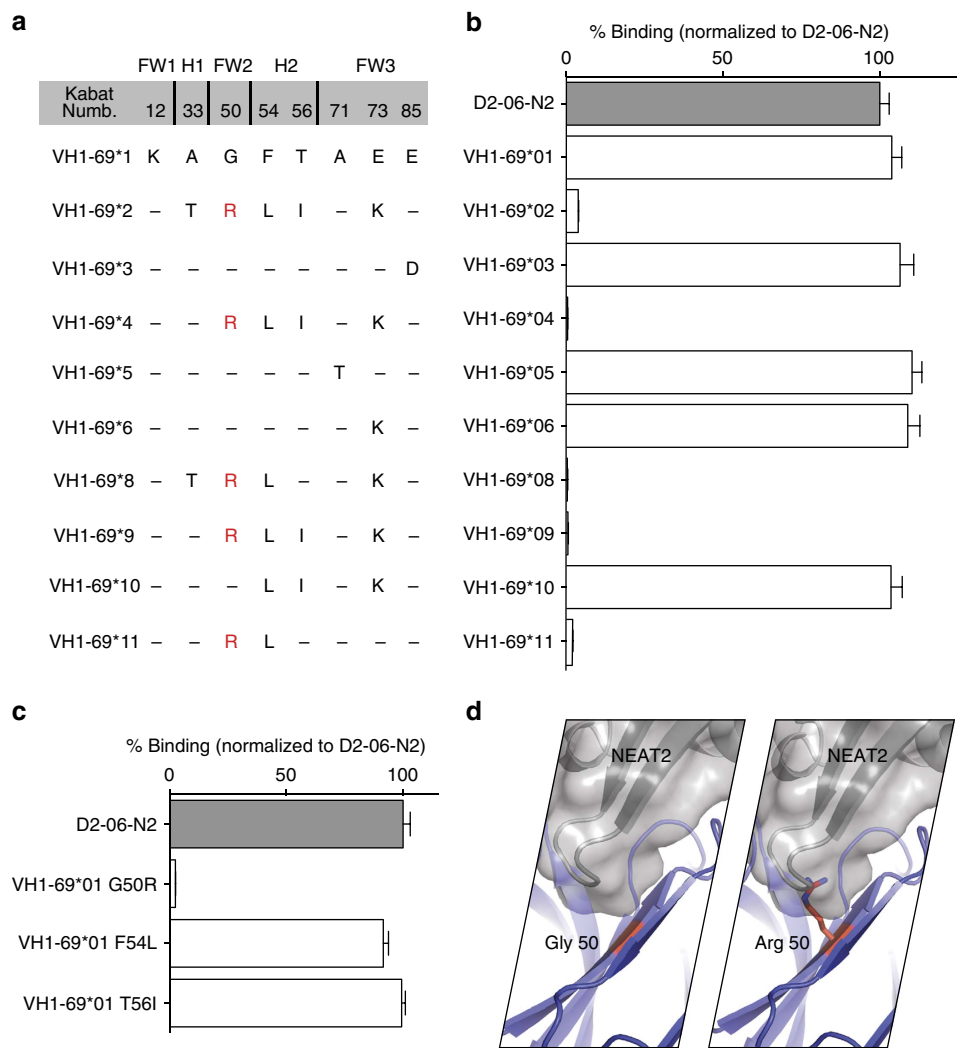 a
FW1 H1 FW2 H2 FW3
Kabat Numb. 12 33 50 54 56 71 73 85
VH1-69*1 K A G F T A E E
VH1-69*2 – T R L I – K –
VH1-69*3 – – – – – – – D
VH1-69*4 – – R L I – K –
VH1-69*5 – – – – – T – –
VH1-69*6 – – – – – – K –
VH1-69*8 – T R L – – K –
VH1-69*9 – – R L I – K –
VH1-69*10 – – – L I – K –
VH1-69*11 – – R L – – – –
b
% Binding (normalized to D2-06-N2)
0 100
D2-06-N2
VH1-69*01
VH1-69*02
VH1-69*03
VH1-69*04
VH1-69*05
VH1-69*06
VH1-69*08
VH1-69*09
VH1-69*10
VH1-69*11
c
% Binding (normalized to D2-06-N2)
0 50 100
D2-06-N2
VH1-69*01 G50R
VH1-69*01 F54L
VH1-69*01 T56I
d
NEAT2 NEAT2
Gly 50 Arg 50